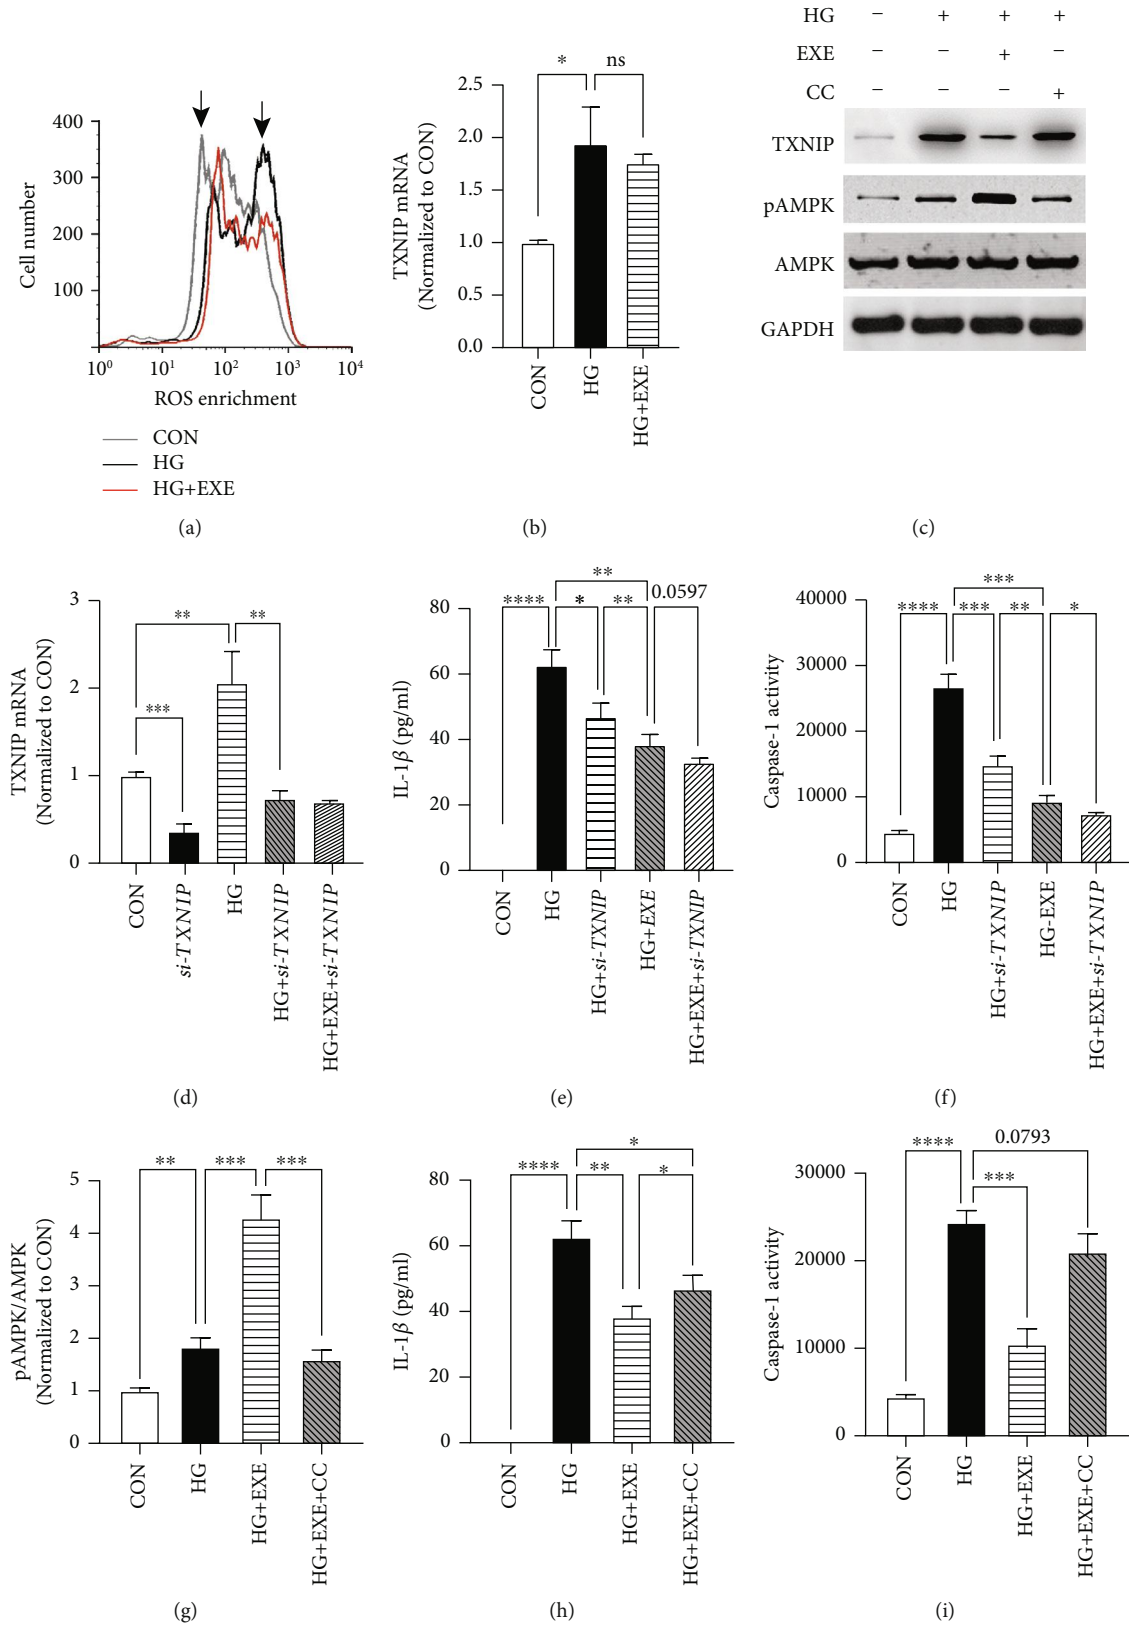 400
300
200
100
Cell number
10⁰ 10¹ 10² 10³ 10⁴
ROS enrichment
CON
HG
HG+EXE
(a)
* ns
2.5
2.0
1.5
1.0
0.5
0.0
TXNIP mRNA
(Normalized to CON)
CON
HG
HG+EXE
(b)
HG − + + +
EXE − − + −
CC − − − +
TXNIP
pAMPK
AMPK
GAPDH
(c)
3
2
1
0
TXNIP mRNA
(Normalized to CON)
** **
***
CON
si-TXNIP
HG
HG+si-TXNIP
HG+EXE+si-TXNIP
(d)
80
60
40
20
0
IL-1β (pg/ml)
**
**** * ** 0.0597
CON
HG
HG+si-TXNIP
HG+EXE
HG+EXE+si-TXNIP
(e)
40000
30000
20000
10000
0
Caspase-1 activity
***
**** *** ** *
CON
HG
HG+si-TXNIP
HG-EXE
HG+EXE+si-TXNIP
(f)
5
4
3
2
1
0
pAMPK/AMPK
(Normalized to CON)
** *** ***
CON
HG
HG+EXE
HG+EXE+CC
(g)
80
60
40
20
0
IL-1β (pg/ml)
*
**** ** *
CON
HG
HG+EXE
HG+EXE+CC
(h)
30000
20000
10000
0
Caspase-1 activity
**** 0.0793
***
CON
HG
HG+EXE
HG+EXE+CC
(i)